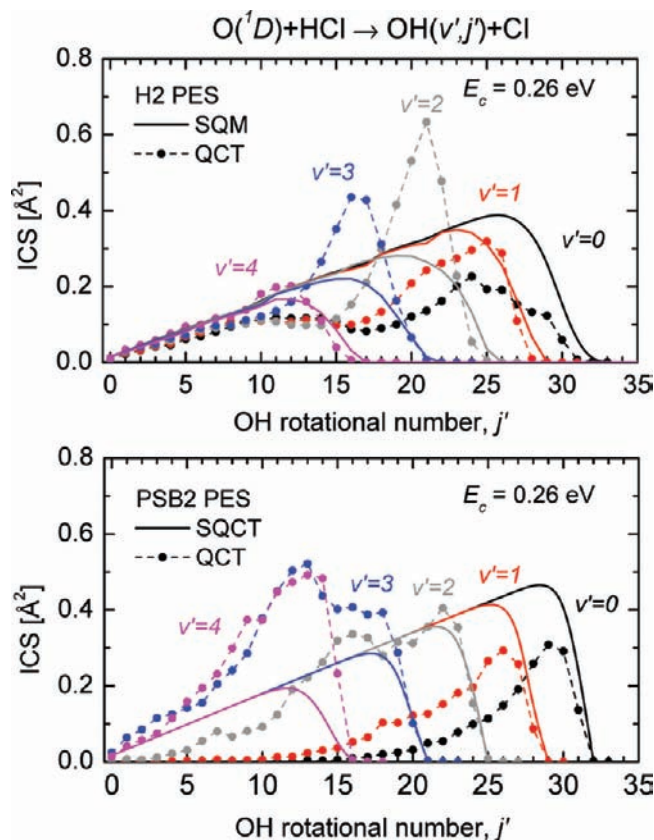 O(¹D)+HCl → OH(v',j')+Cl
0.8
H2 PES
SQM
QCT
E_c = 0.26 eV
v'=2
0.6
v'=3
v'=1
0.4
v'=0
v'=4
0.2
0.0
ICS [Å²]
0 5 10 15 20 25 30 35
OH rotational number, j'
0.8
PSB2 PES
SQCT
QCT
E_c = 0.26 eV
0.6
v'=1
v'=3
v'=2
v'=0
0.4
v'=4
0.2
0.0
ICS [Å²]
0 5 10 15 20 25 30 35
OH rotational number, j'